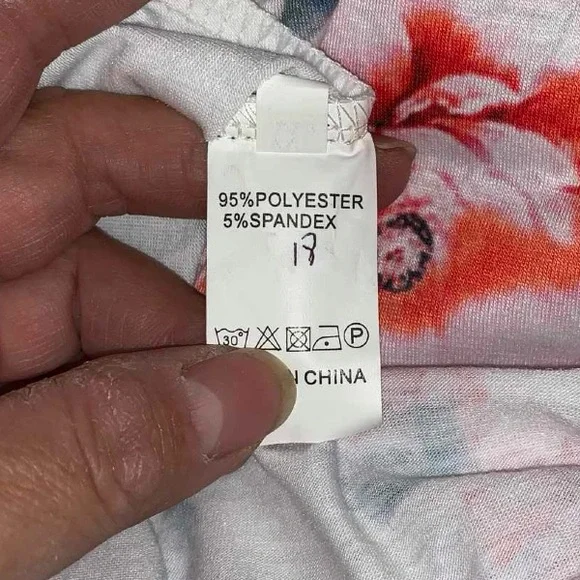 95%POLYESTER
5%SPANDEX
18
30°
P
N CHINA